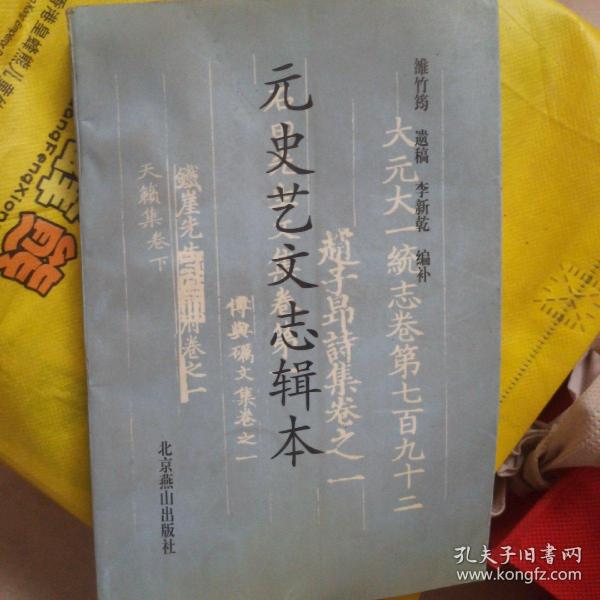 雒竹筠 遗稿 李新乾 编补
元史艺文志辑本
大元大一統志卷第七百九十二
趙子昂詩集卷之一
傅與礪文集卷之一
天籟集卷下
北京燕山出版社
孔夫子旧书网
www.kongfz.com